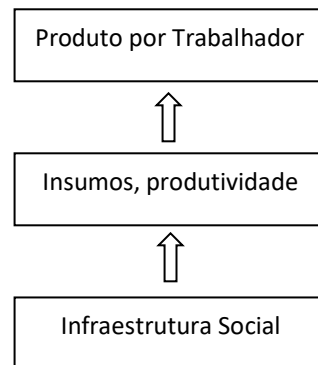 Produto por Trabalhador
Insumos, produtividade
Infraestrutura Social